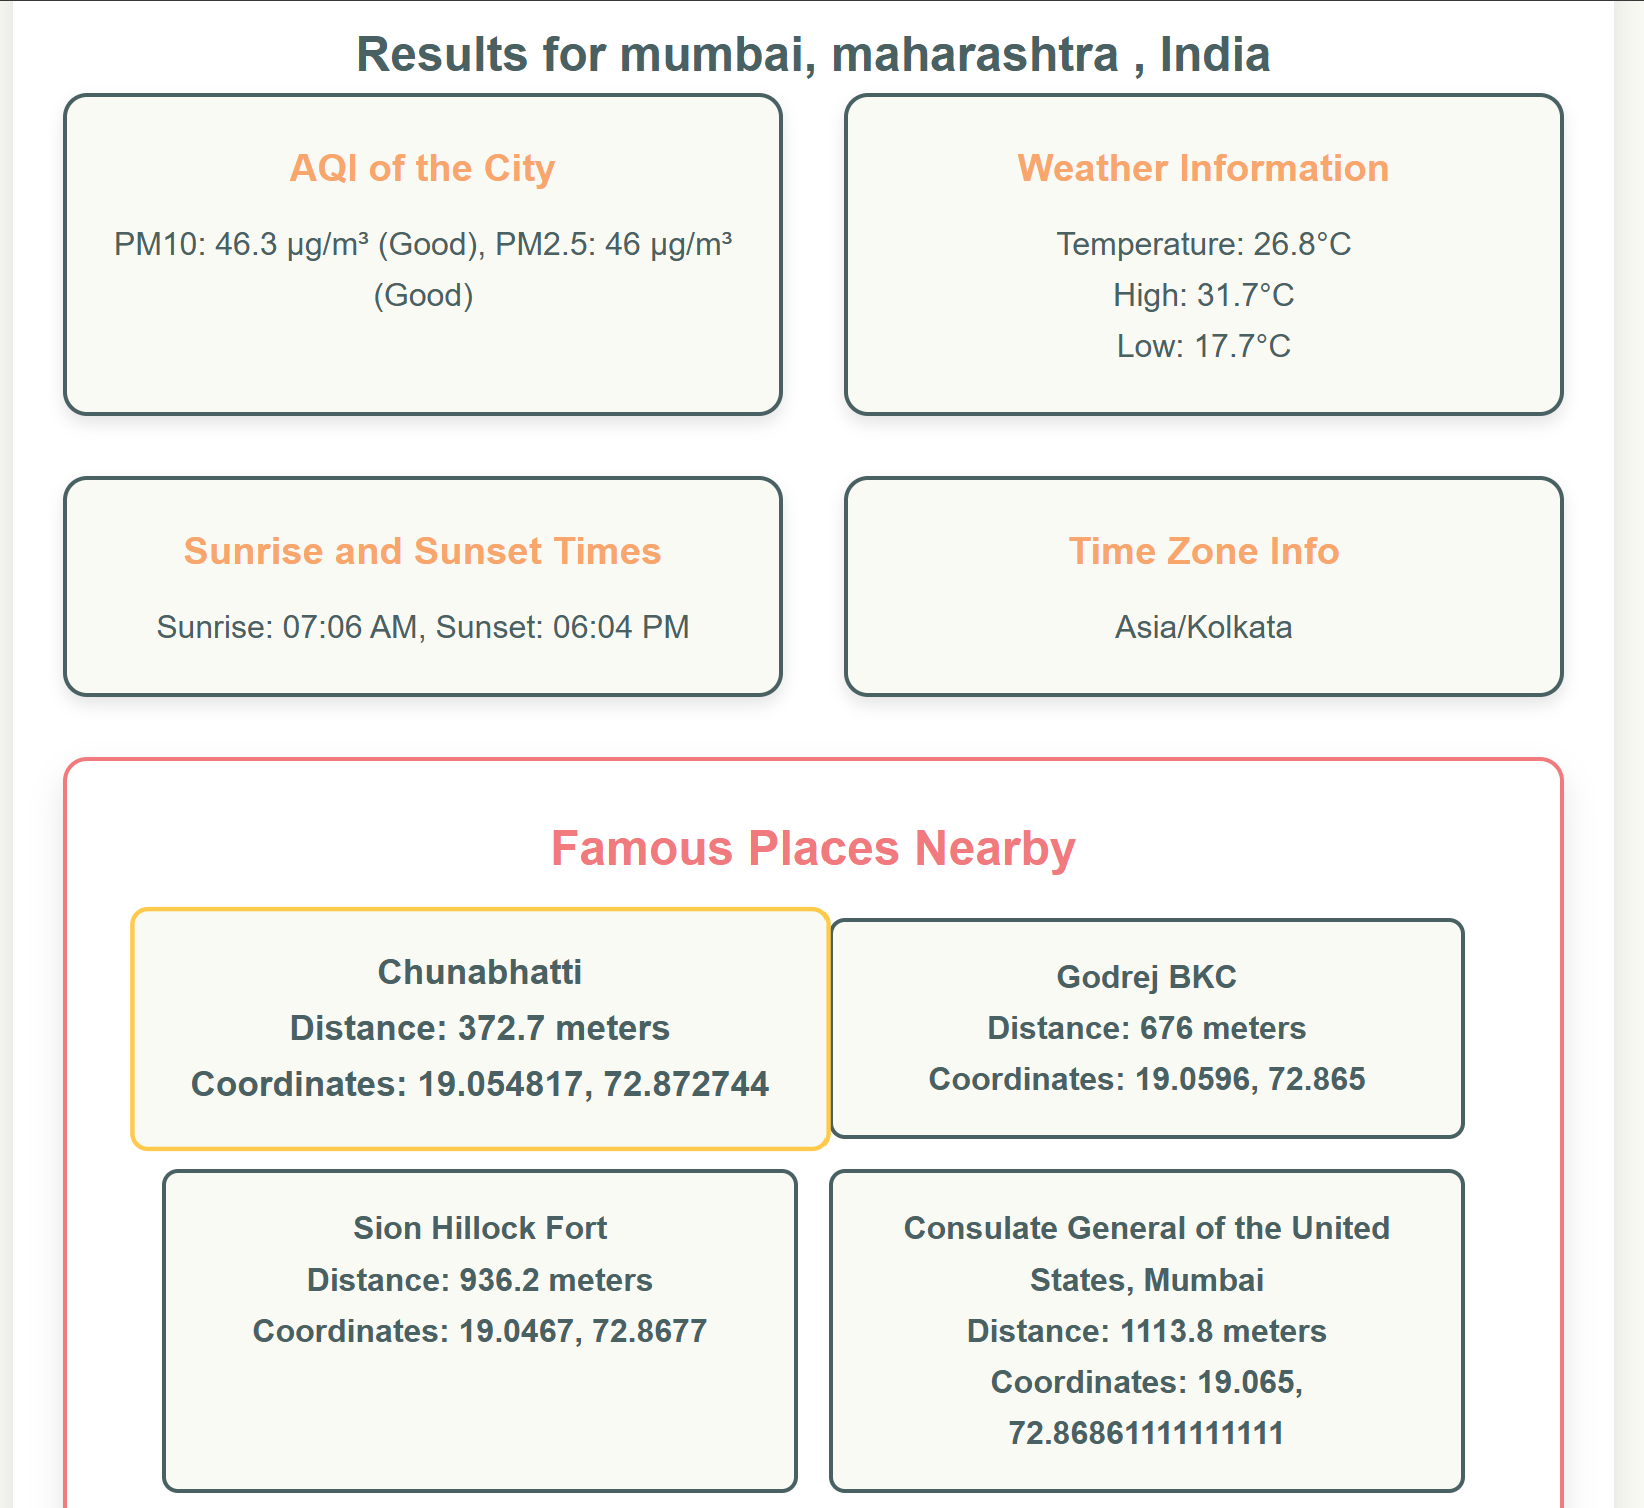 Results for mumbai, maharashtra , India
AQI of the City
PM10: 46.3 µg/m³ (Good), PM2.5: 46 µg/m³
(Good)
Weather Information
Temperature: 26.8°C
High: 31.7°C
Low: 17.7°C
Sunrise and Sunset Times
Sunrise: 07:06 AM, Sunset: 06:04 PM
Time Zone Info
Asia/Kolkata
Famous Places Nearby
Chunabhatti
Distance: 372.7 meters
Coordinates: 19.054817, 72.872744
Godrej BKC
Distance: 676 meters
Coordinates: 19.0596, 72.865
Sion Hillock Fort
Distance: 936.2 meters
Coordinates: 19.0467, 72.8677
Consulate General of the United
States, Mumbai
Distance: 1113.8 meters
Coordinates: 19.065,
72.86861111111111